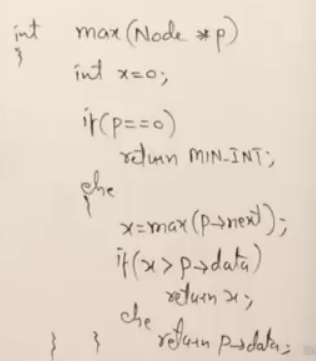 int max(Node *p)
{
int x=0;
if(p==0)
return MIN_INT;
else
{
x=max(p→next);
if(x>p→data)
return x;
else
return p→data;
} }